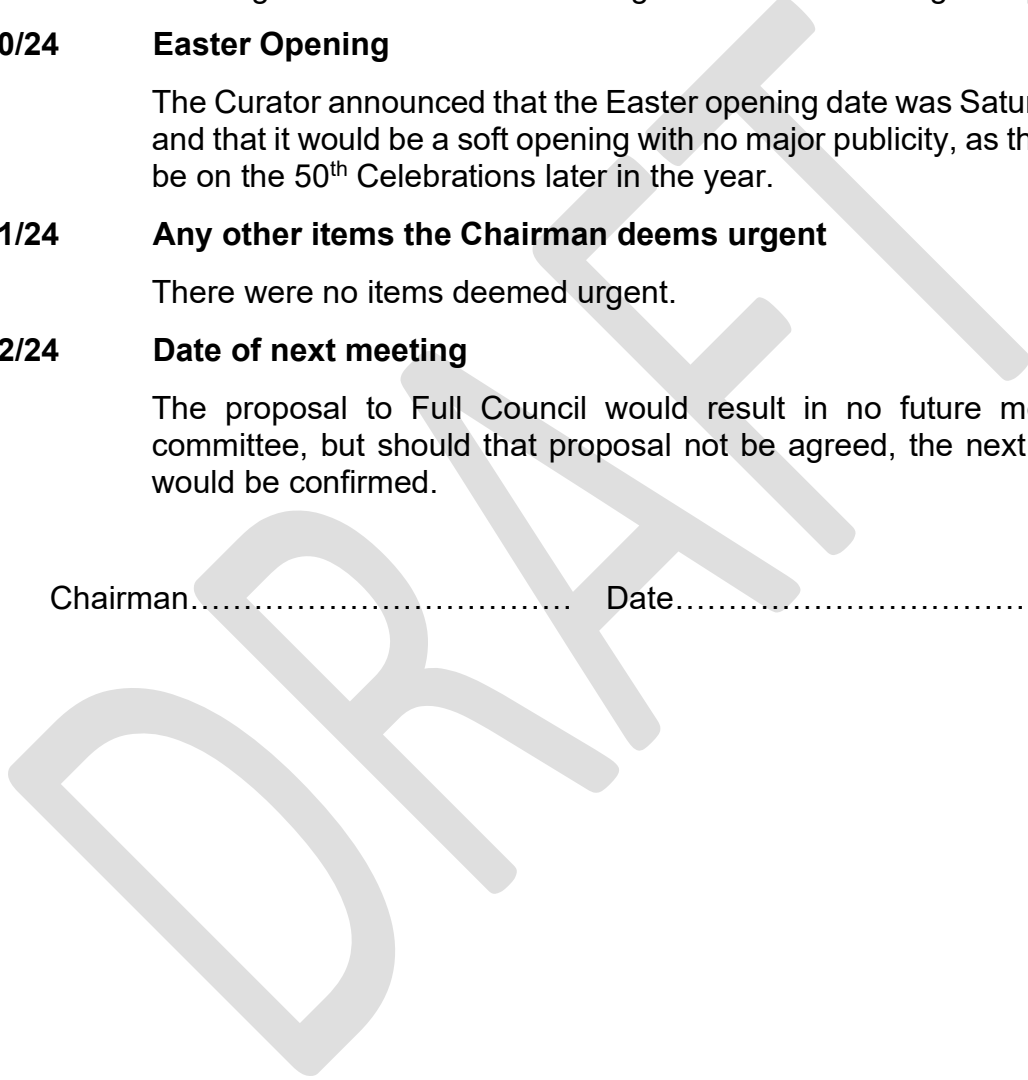 0/24 Easter Opening
The Curator announced that the Easter opening date was
and that it would be a soft opening with no major publicity, as
be on the 50th Celebrations later in the year.
1/24 Any other items the Chairman deems urgent
There were no items deemed urgent.
2/24 Date of next meeting
The proposal to Full Council would result in no future
committee, but should that proposal not be agreed, the next
would be confirmed.
Chairman.................................... Date.................................
DRAFT